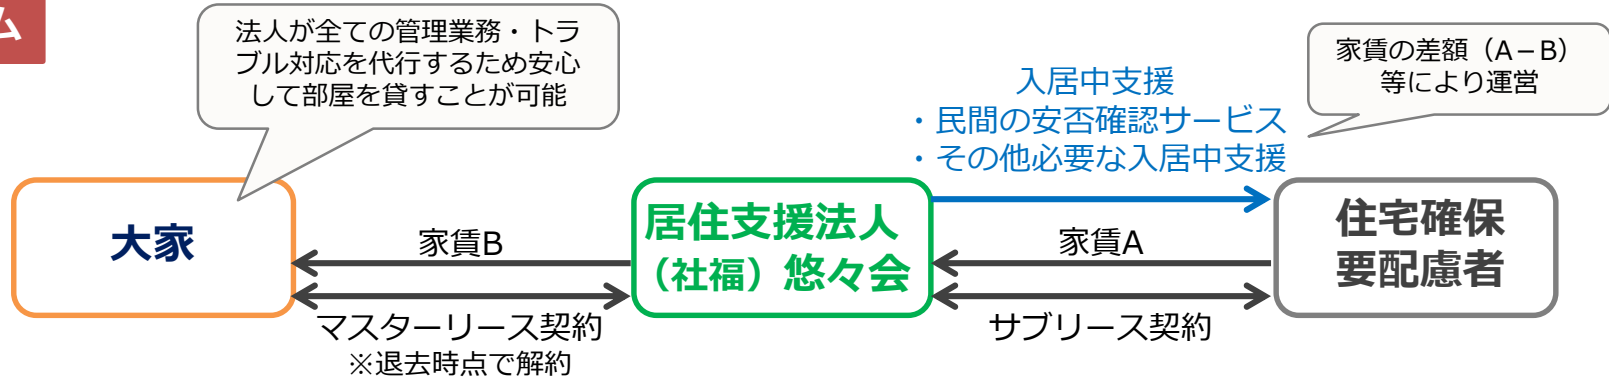 ム
法人が全ての管理業務・トラ
ブル対応を代行するため安心
して部屋を貸すことが可能
家賃の差額（A－B）
等により運営
入居中支援
・民間の安否確認サービス
・その他必要な入居中支援
大家
家賃B
マスターリース契約
※退去時点で解約
居住支援法人
（社福）悠々会
家賃A
サブリース契約
住宅確保
要配慮者